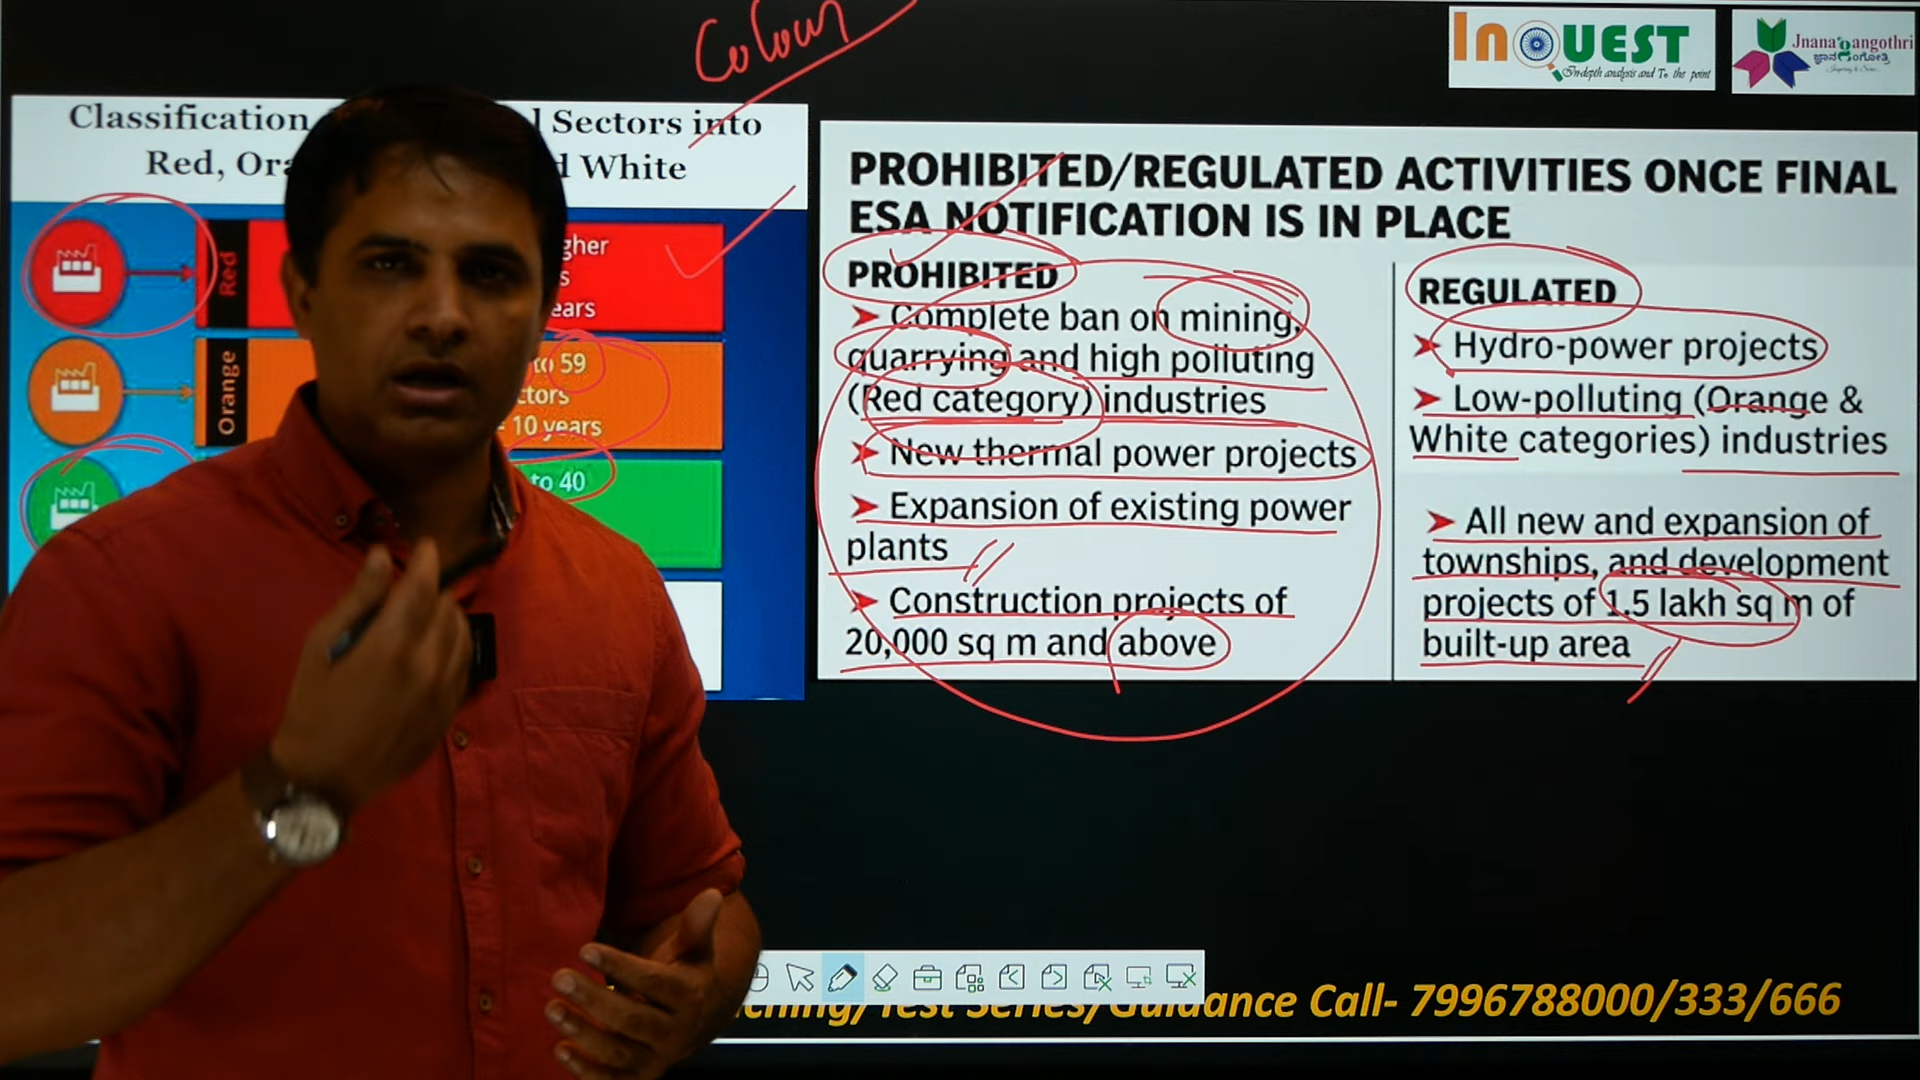 Colour
InQUEST
In-depth analysis and To the point
Jnana gangothri
Classification l Sectors into
Red, Ora d White
Red
gher
s
ears
Orange
to 59
ctors
10 years
to 40
PROHIBITED/REGULATED ACTIVITIES ONCE FINAL
ESA NOTIFICATION IS IN PLACE
PROHIBITED
➤ Complete ban on mining,
quarrying and high polluting
(Red category) industries
➤ New thermal power projects
➤ Expansion of existing power
plants
➤ Construction projects of
20,000 sq m and above
REGULATED
➤ Hydro-power projects
➤ Low-polluting (Orange &
White categories) industries
➤ All new and expansion of
townships, and development
projects of 1.5 lakh sq m of
built-up area
ching/Test Series/Guidance Call- 7996788000/333/666